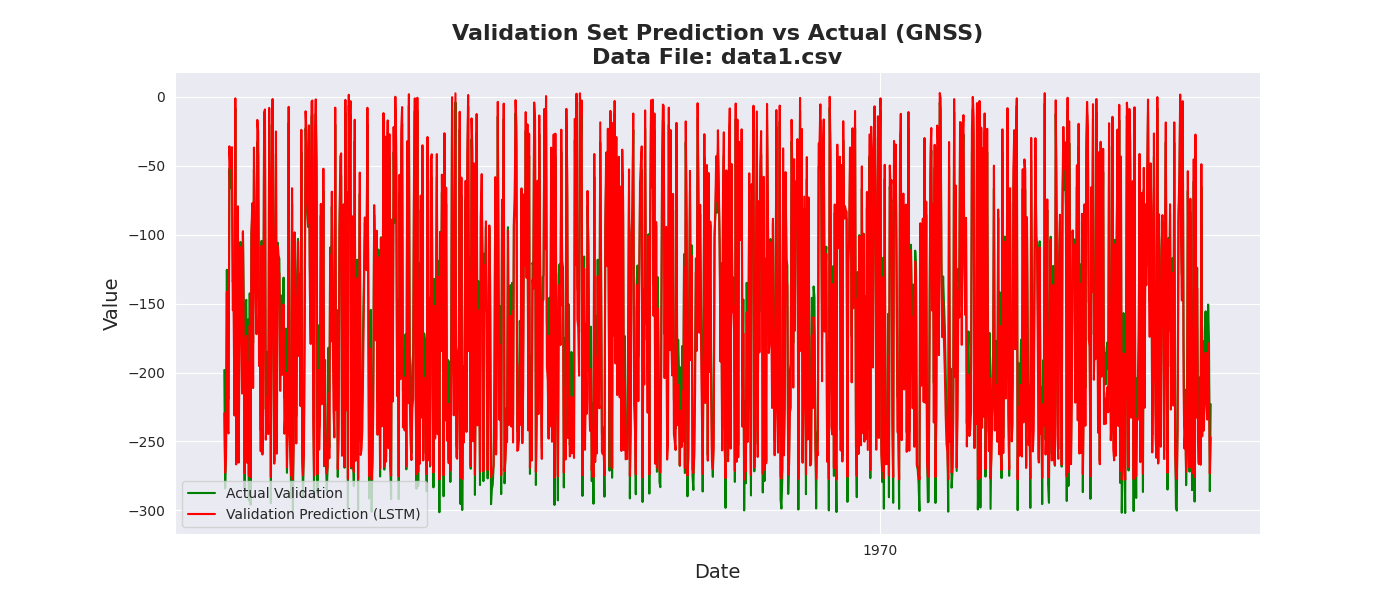 Validation Set Prediction vs Actual (GNSS)
Data File: data1.csv
Value
0
−50
−100
−150
−200
−250
−300
Actual Validation
Validation Prediction (LSTM)
1970
Date